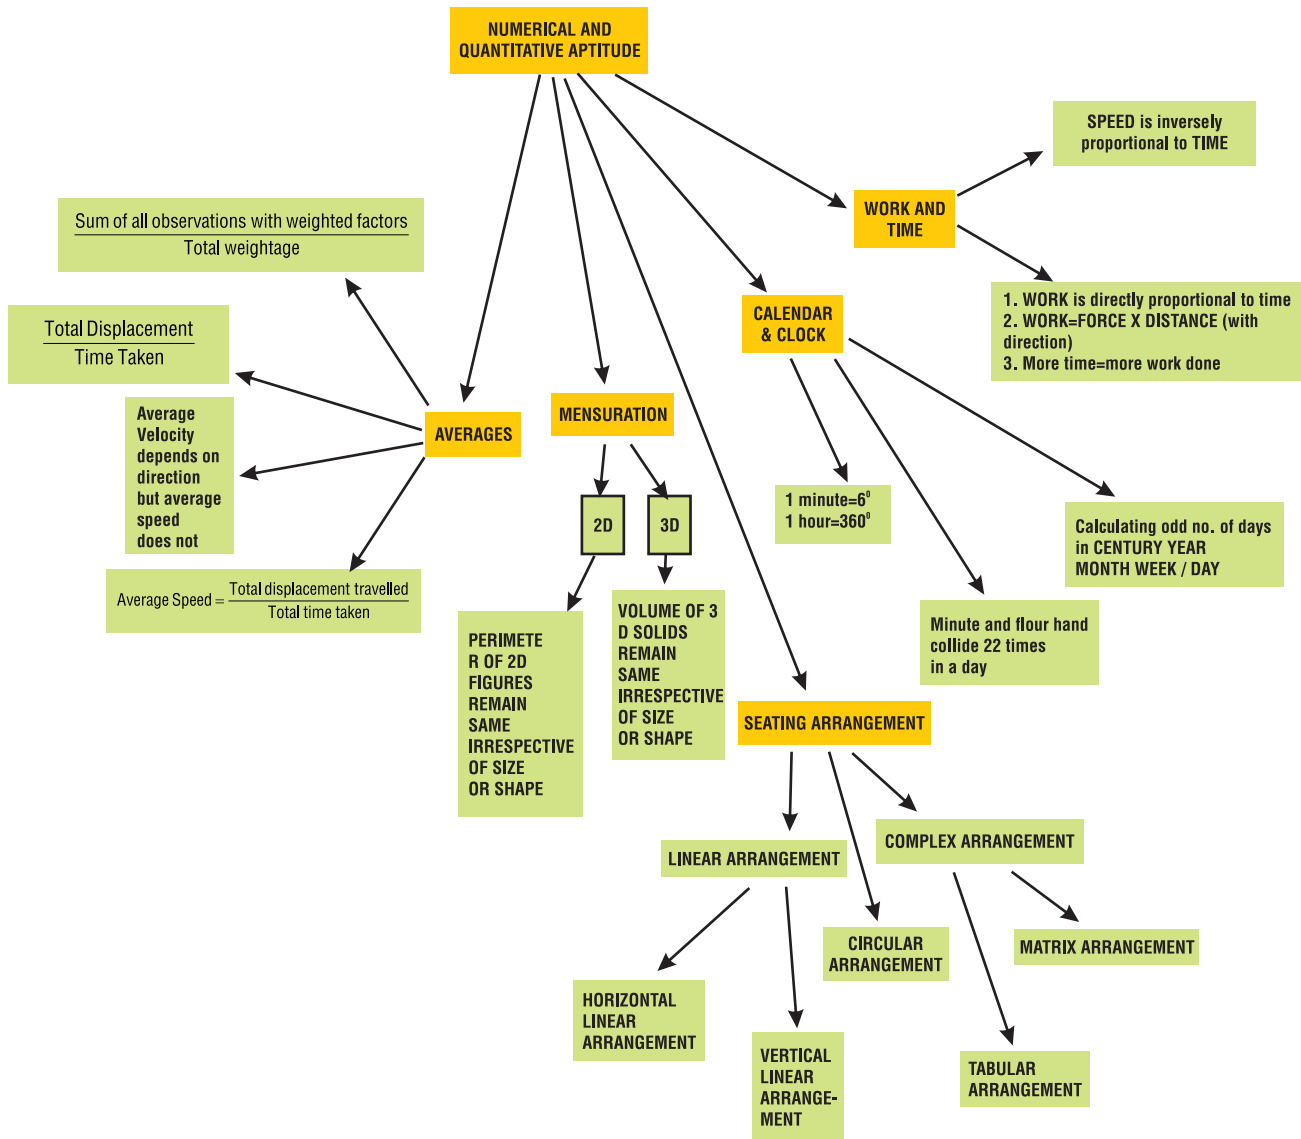 NUMERICAL AND
QUANTITATIVE APTITUDE
SPEED is inversely
proportional to TIME
WORK AND
TIME
1. WORK is directly proportional to time
2. WORK=FORCE X DISTANCE (with
direction)
3. More time=more work done
Sum of all observations with weighted factors
Total weightage
Total Displacement
Time Taken
Average
Velocity
depends on
direction
but average
speed
does not
Average Speed = Total displacement travelled
Total time taken
AVERAGES
MENSURATION
2D
3D
PERIMETE
R OF 2D
FIGURES
REMAIN
SAME
IRRESPECTIVE
OF SIZE
OR SHAPE
VOLUME OF 3
D SOLIDS
REMAIN
SAME
IRRESPECTIVE
OF SIZE
OR SHAPE
CALENDAR
& CLOCK
1 minute=6⁰
1 hour=360⁰
Calculating odd no. of days
in CENTURY YEAR
MONTH WEEK / DAY
Minute and flour hand
collide 22 times
in a day
SEATING ARRANGEMENT
LINEAR ARRANGEMENT
COMPLEX ARRANGEMENT
CIRCULAR
ARRANGEMENT
MATRIX ARRANGEMENT
HORIZONTAL
LINEAR
ARRANGEMENT
VERTICAL
LINEAR
ARRANGE-
MENT
TABULAR
ARRANGEMENT